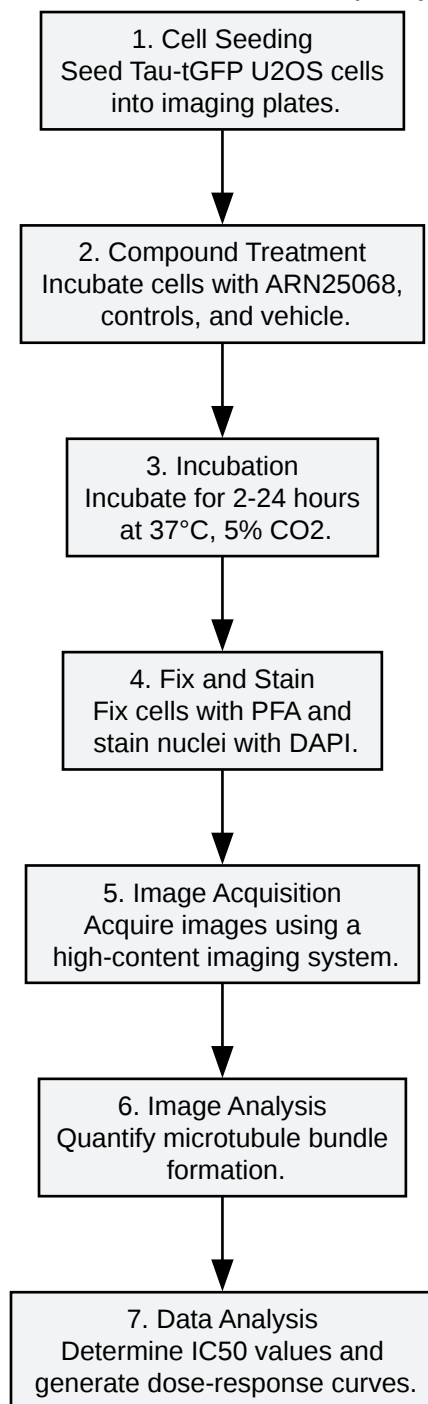 1. Cell Seeding
Seed Tau-tGFP U2OS cells
into imaging plates.
2. Compound Treatment
Incubate cells with ARN25068,
controls, and vehicle.
3. Incubation
Incubate for 2-24 hours
at 37°C, 5% CO2.
4. Fix and Stain
Fix cells with PFA and
stain nuclei with DAPI.
5. Image Acquisition
Acquire images using a
high-content imaging system.
6. Image Analysis
Quantify microtubule bundle
formation.
7. Data Analysis
Determine IC50 values and
generate dose-response curves.